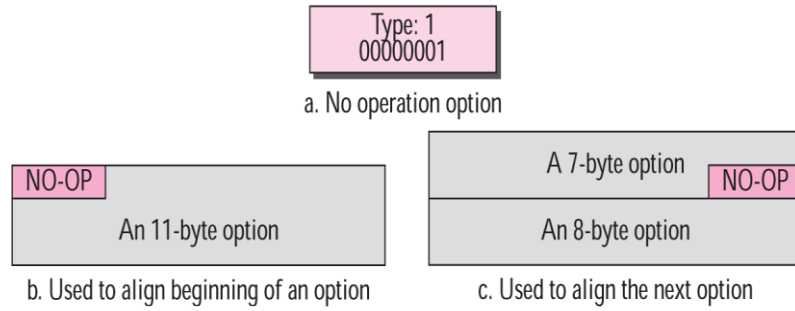 Type: 1
00000001
a. No operation option
NO-OP
An 11-byte option
b. Used to align beginning of an option
A 7-byte option
NO-OP
An 8-byte option
c. Used to align the next option